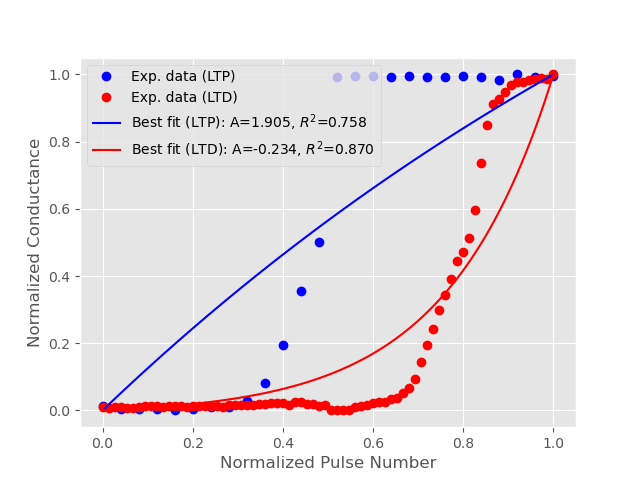 Exp. data (LTP)
Exp. data (LTD)
Best fit (LTP): A=1.905, R²=0.758
Best fit (LTD): A=-0.234, R²=0.870
Normalized Conductance
1.0
0.8
0.6
0.4
0.2
0.0
0.0 0.2 0.4 0.6 0.8 1.0
Normalized Pulse Number